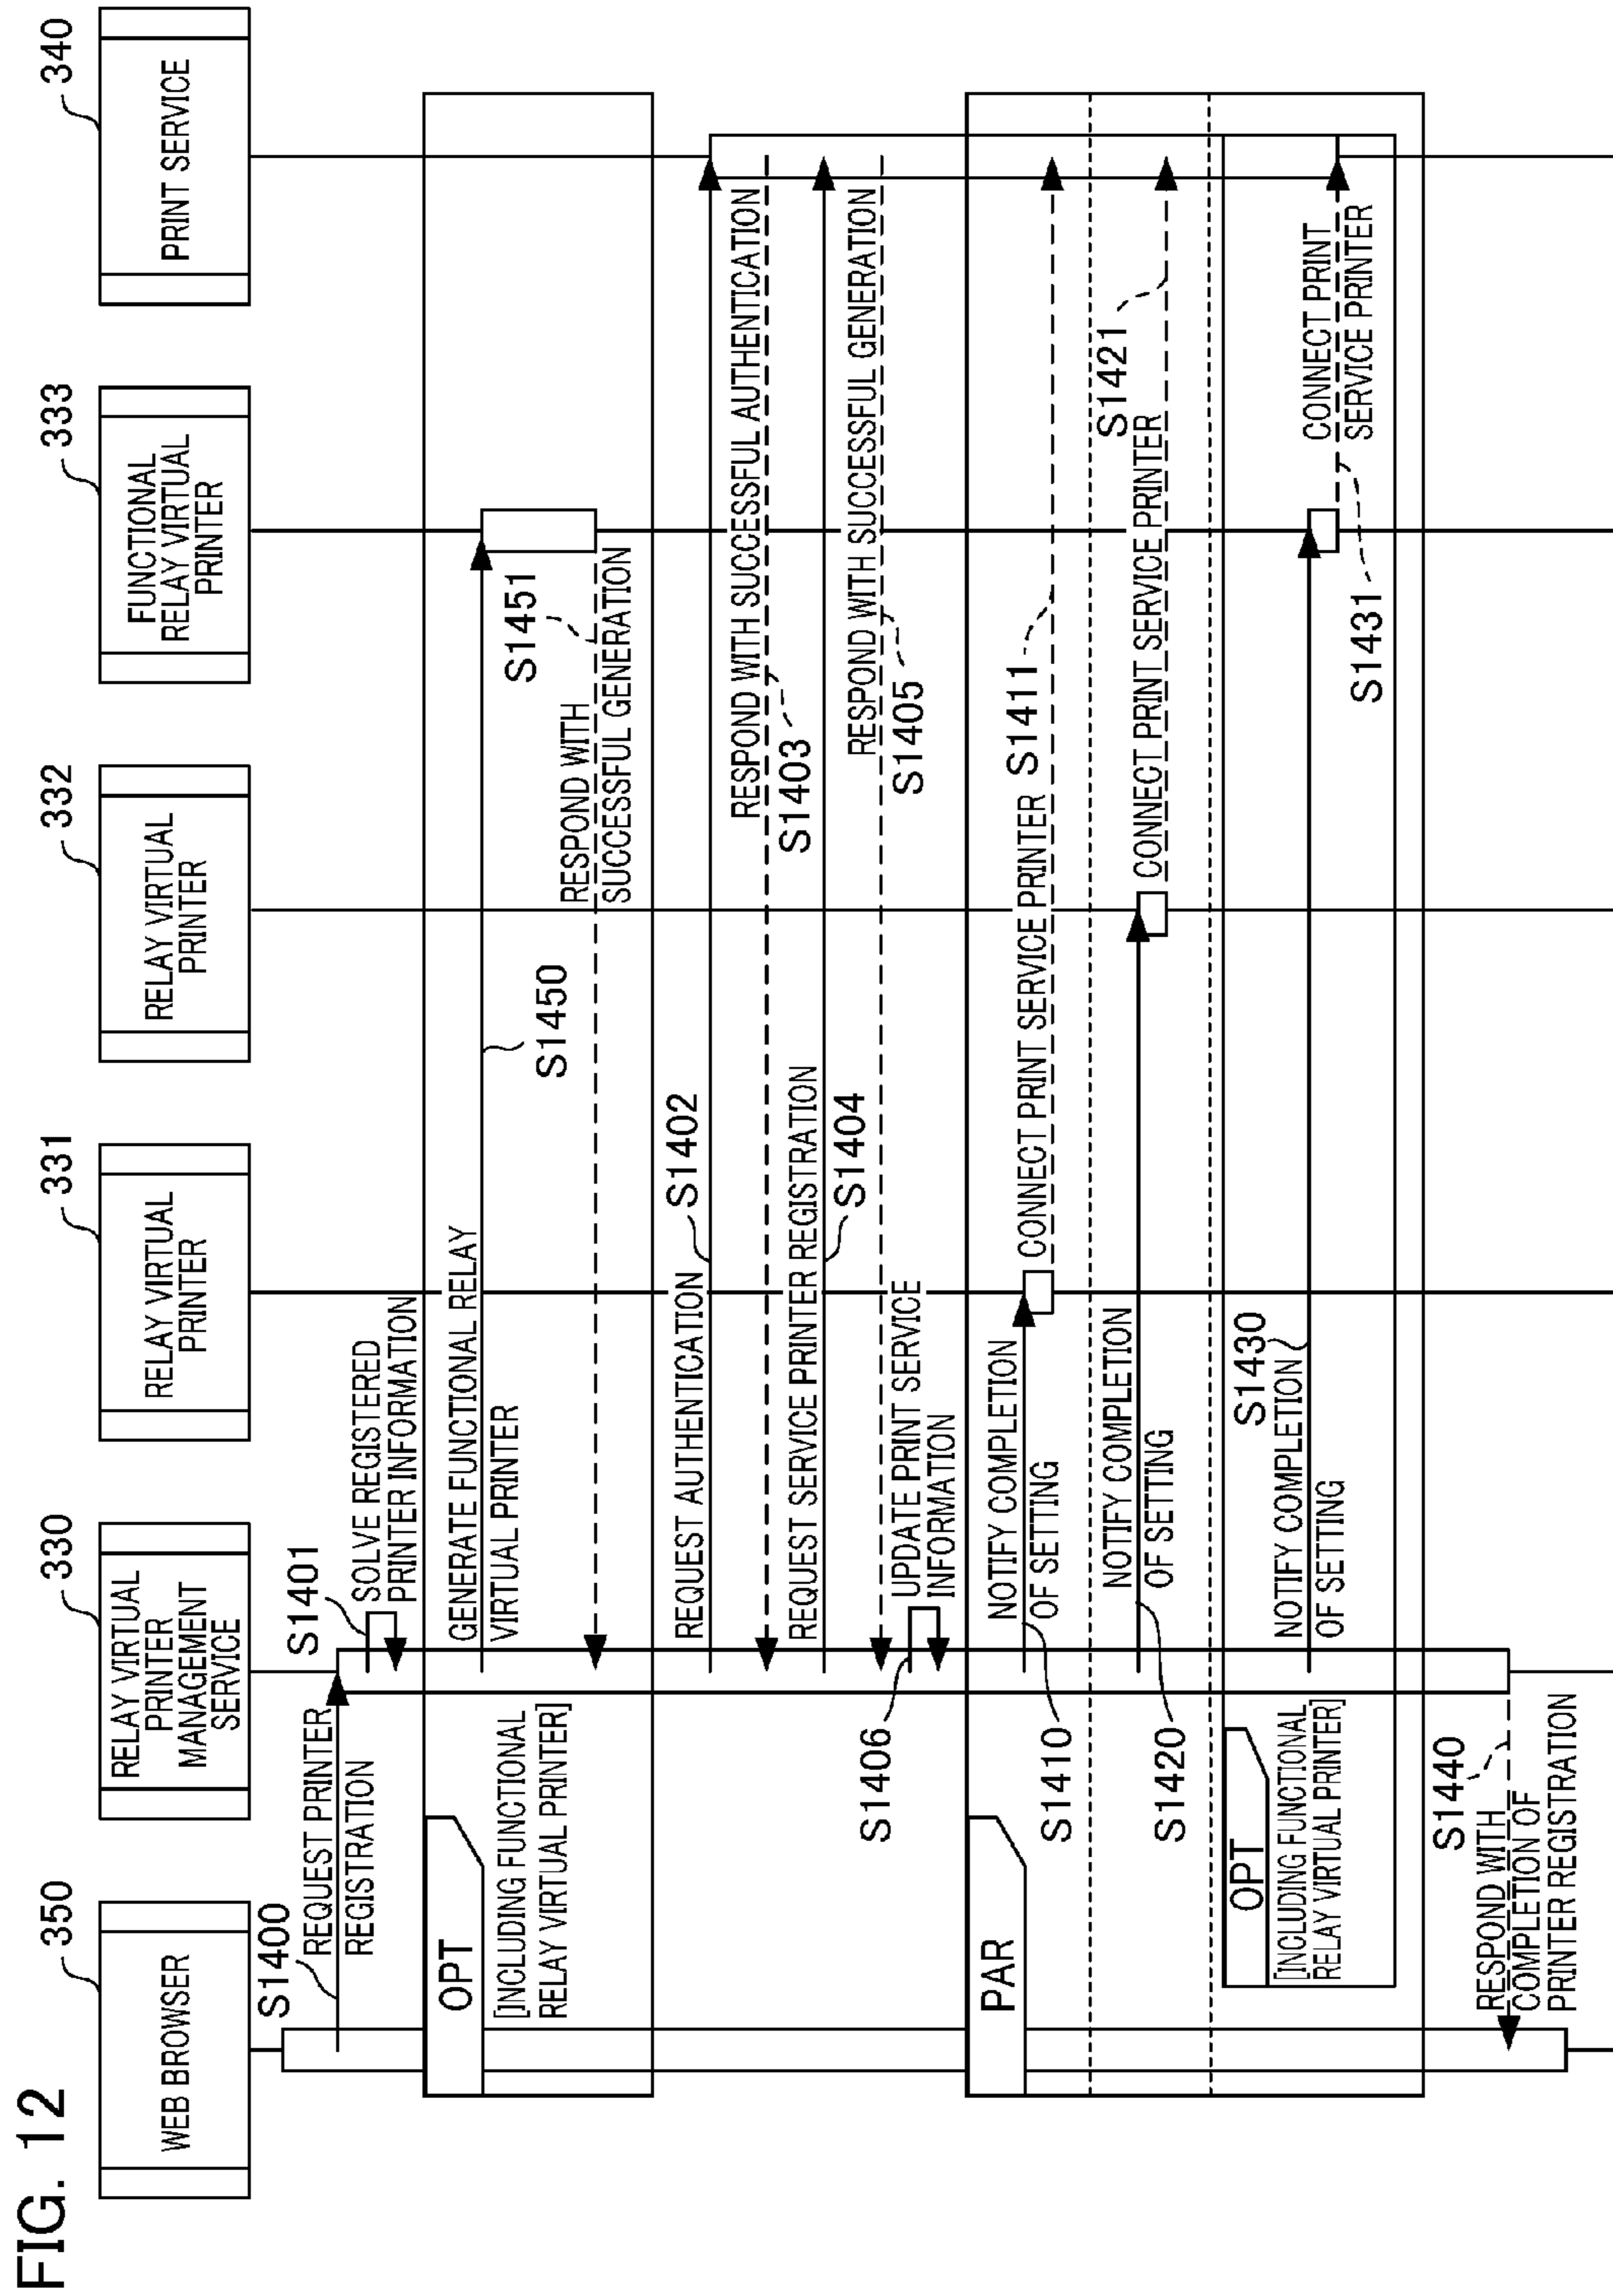 FIG. 12
350
WEB BROWSER
330
RELAY VIRTUAL
PRINTER
MANAGEMENT
SERVICE
331
RELAY VIRTUAL
PRINTER
332
RELAY VIRTUAL
PRINTER
333
FUNCTIONAL
RELAY VIRTUAL
PRINTER
340
PRINT SERVICE
S1400
REQUEST PRINTER
REGISTRATION
S1401
SOLVE REGISTERED
PRINTER INFORMATION
OPT
[INCLUDING FUNCTIONAL
RELAY VIRTUAL PRINTER]
GENERATE FUNCTIONAL RELAY
VIRTUAL PRINTER
S1450
S1451
RESPOND WITH
SUCCESSFUL GENERATION
REQUEST AUTHENTICATION
S1402
RESPOND WITH SUCCESSFUL AUTHENTICATION
S1403
REQUEST SERVICE PRINTER REGISTRATION
S1404
RESPOND WITH SUCCESSFUL GENERATION
S1405
S1406
UPDATE PRINT SERVICE
INFORMATION
PAR
NOTIFY COMPLETION
OF SETTING
S1410
CONNECT PRINT SERVICE PRINTER
S1411
NOTIFY COMPLETION
OF SETTING
S1420
CONNECT PRINT SERVICE PRINTER
S1421
OPT
[INCLUDING FUNCTIONAL
RELAY VIRTUAL PRINTER]
NOTIFY COMPLETION
OF SETTING
S1430
CONNECT PRINT
SERVICE PRINTER
S1431
S1440
RESPOND WITH
COMPLETION OF
PRINTER REGISTRATION